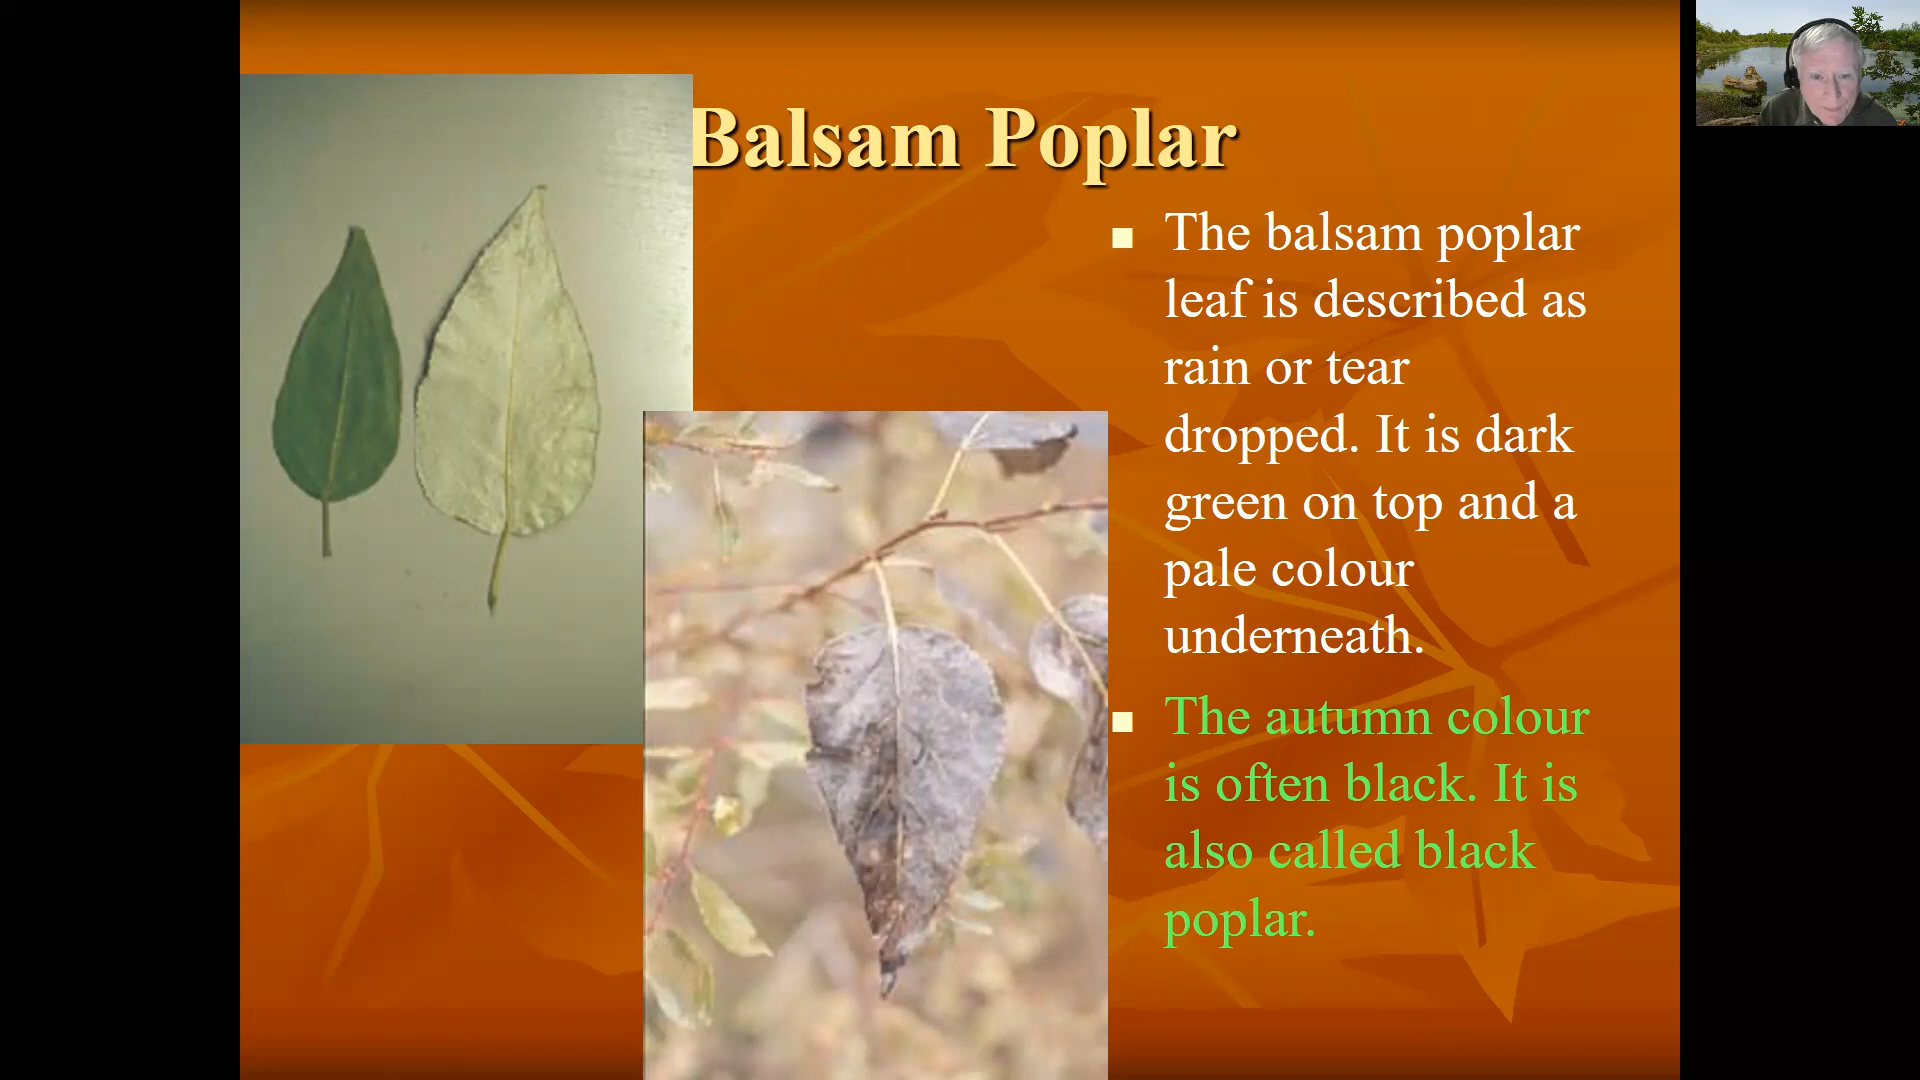 Balsam Poplar
The balsam poplar
leaf is described as
rain or tear
dropped. It is dark
green on top and a
pale colour
underneath.
The autumn colour
is often black. It is
also called black
poplar.